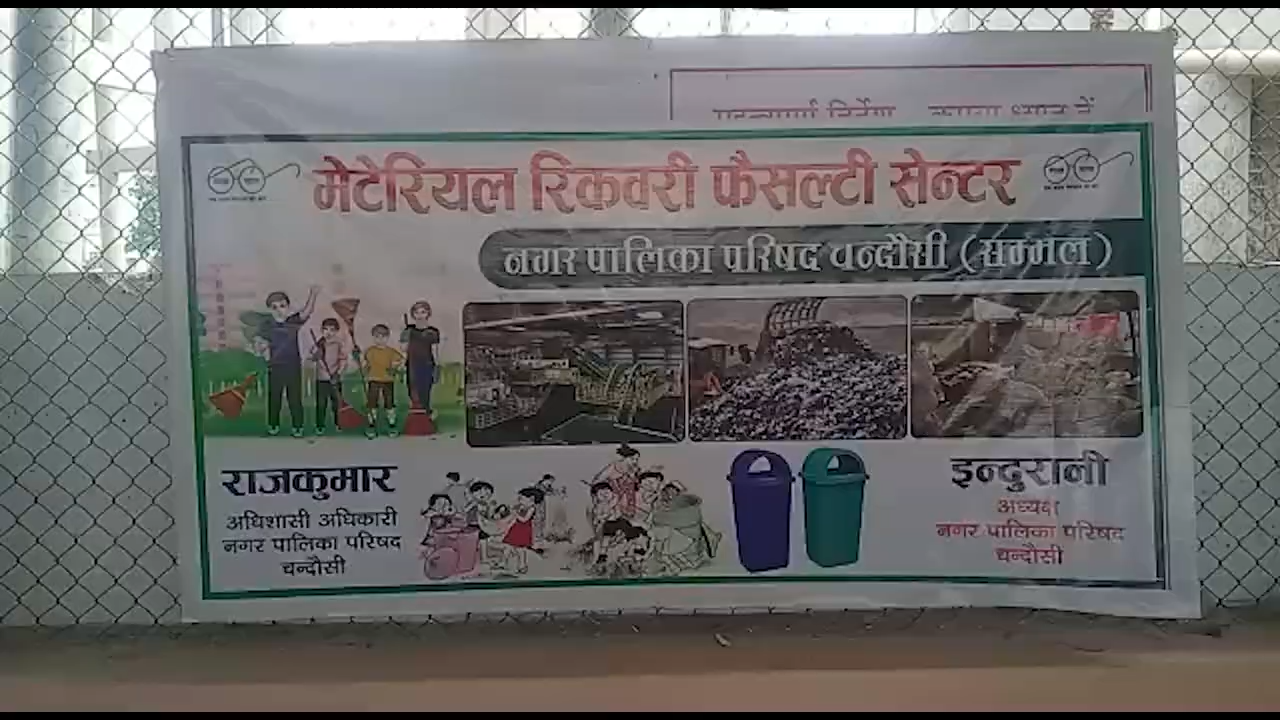 मेटेरियल रिकवरी फैसल्टी सेन्टर
नगर पालिका परिषद चन्दौसी (सम्भल)
राजकुमार
अधिशासी अधिकारी
नगर पालिका परिषद
चन्दौसी
इन्दुरानी
अध्यक्ष
नगर पालिका परिषद
चन्दौसी